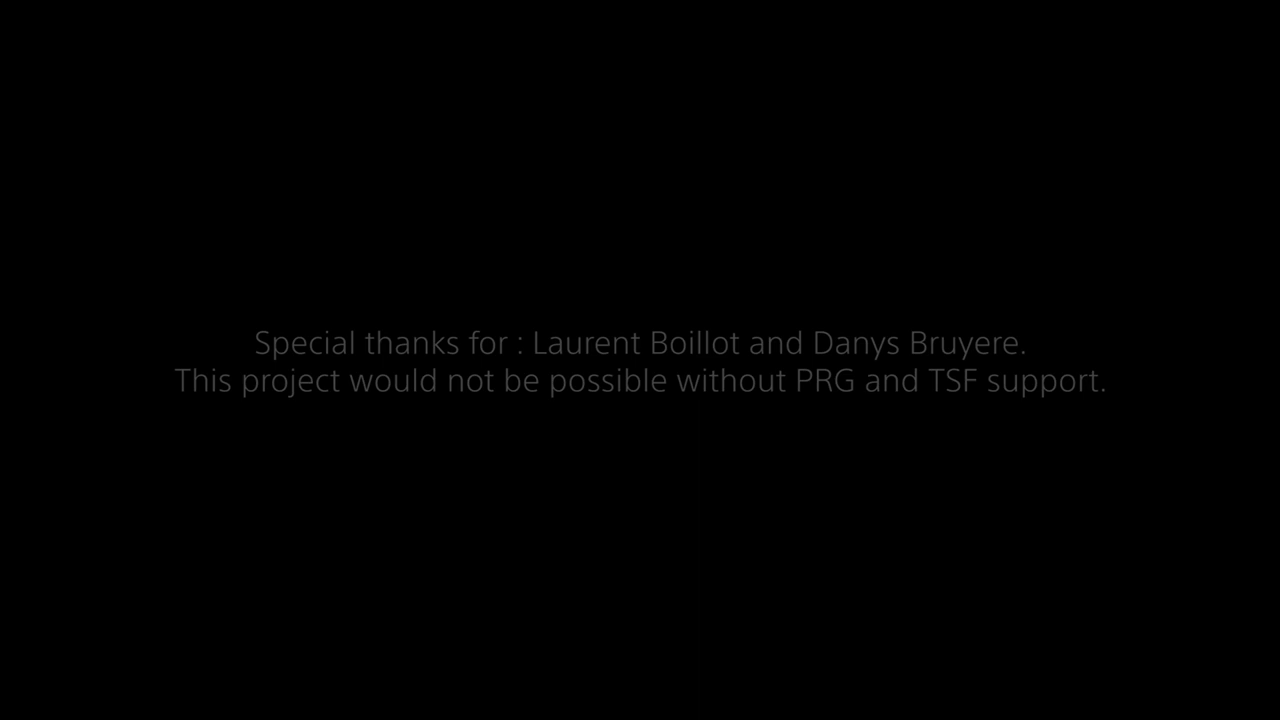 Special thanks for : Laurent Boillot and Danys Bruyere.
This project would not be possible without PRG and TSF support.